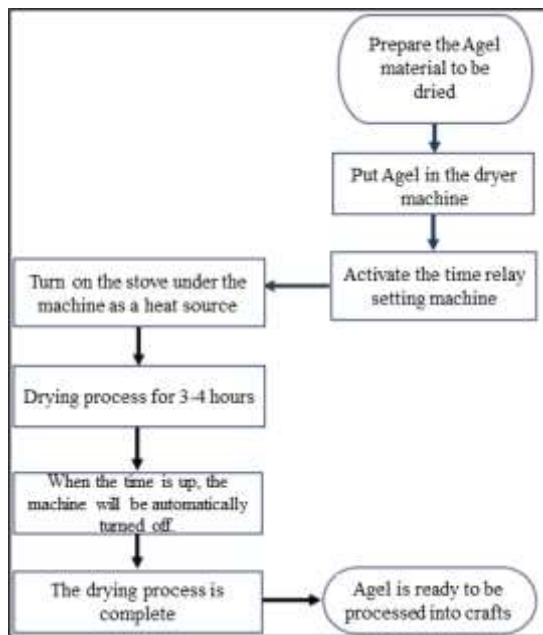 Prepare the Agel
material to be
dried
Put Agel in the dryer
machine
Activate the time relay
setting machine
Turn on the stove under the
machine as a heat source
Drying process for 3-4 hours
When the time is up, the
machine will be automatically
turned off.
The drying process is
complete
Agel is ready to be
processed into crafts